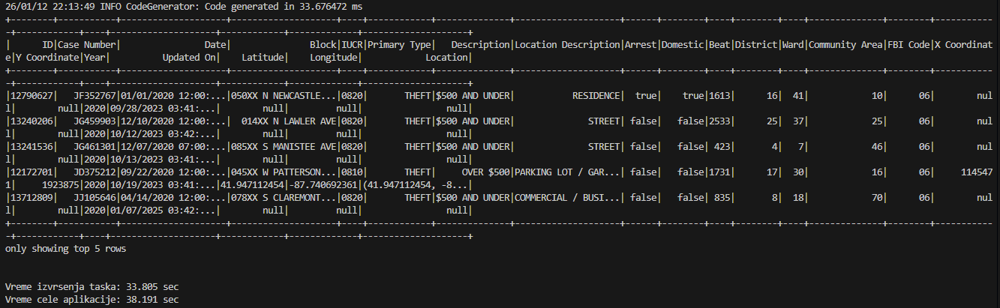 26/01/12 22:13:49 INFO CodeGenerator: Code generated in 33.676472 ms
+--------+-----------+--------------------+--------------------+----+------------+--------------+--------------------+------+--------+----+--------+----+--------------+--------+-----------
-+------------+----+--------------------+------------+-------------+--------------------+
|      ID|Case Number|                Date|               Block|IUCR|Primary Type|   Description|Location Description|Arrest|Domestic|Beat|District|Ward|Community Area|FBI Code|X Coordinat
e|Y Coordinate|Year|          Updated On|    Latitude|    Longitude|            Location|
+--------+-----------+--------------------+--------------------+----+------------+--------------+--------------------+------+--------+----+--------+----+--------------+--------+-----------
-+------------+----+--------------------+------------+-------------+--------------------+
|12790627|   JF352767|01/01/2020 12:00:...|050XX N NEWCASTLE...|0820|       THEFT|$500 AND UNDER|           RESIDENCE|  true|    true|1613|      16|  41|            10|      06|        nul
l|        null|2020|09/28/2023 03:41:...|        null|         null|                null|
|13240206|   JG459903|12/10/2020 12:00:...|  014XX N LAWLER AVE|0820|       THEFT|$500 AND UNDER|              STREET| false|   false|2533|      25|  37|            25|      06|        nul
l|        null|2020|10/12/2023 03:42:...|        null|         null|                null|
|13241536|   JG461301|12/07/2020 07:00:...|085XX S MANISTEE AVE|0820|       THEFT|$500 AND UNDER|              STREET| false|   false| 423|       4|   7|            46|      06|        nul
l|        null|2020|10/13/2023 03:41:...|        null|         null|                null|
|12172701|   JD375212|09/22/2020 12:00:...|045XX W PATTERSON...|0810|       THEFT|     OVER $500|PARKING LOT / GAR...| false|   false|1731|      17|  30|            16|      06|     114547
1|     1923875|2020|10/19/2023 03:41:...|41.947112454|-87.740692361|(41.947112454, -8...|
|13712809|   JJ105646|04/14/2020 12:00:...|078XX S CLAREMONT...|0820|       THEFT|$500 AND UNDER|COMMERCIAL / BUSI...| false|   false| 835|       8|  18|            70|      06|        nul
l|        null|2020|01/07/2025 03:42:...|        null|         null|                null|
+--------+-----------+--------------------+--------------------+----+------------+--------------+--------------------+------+--------+----+--------+----+--------------+--------+-----------
-+------------+----+--------------------+------------+-------------+--------------------+
only showing top 5 rows
Vreme izvrsenja taska: 33.805 sec
Vreme cele aplikacije: 38.191 sec